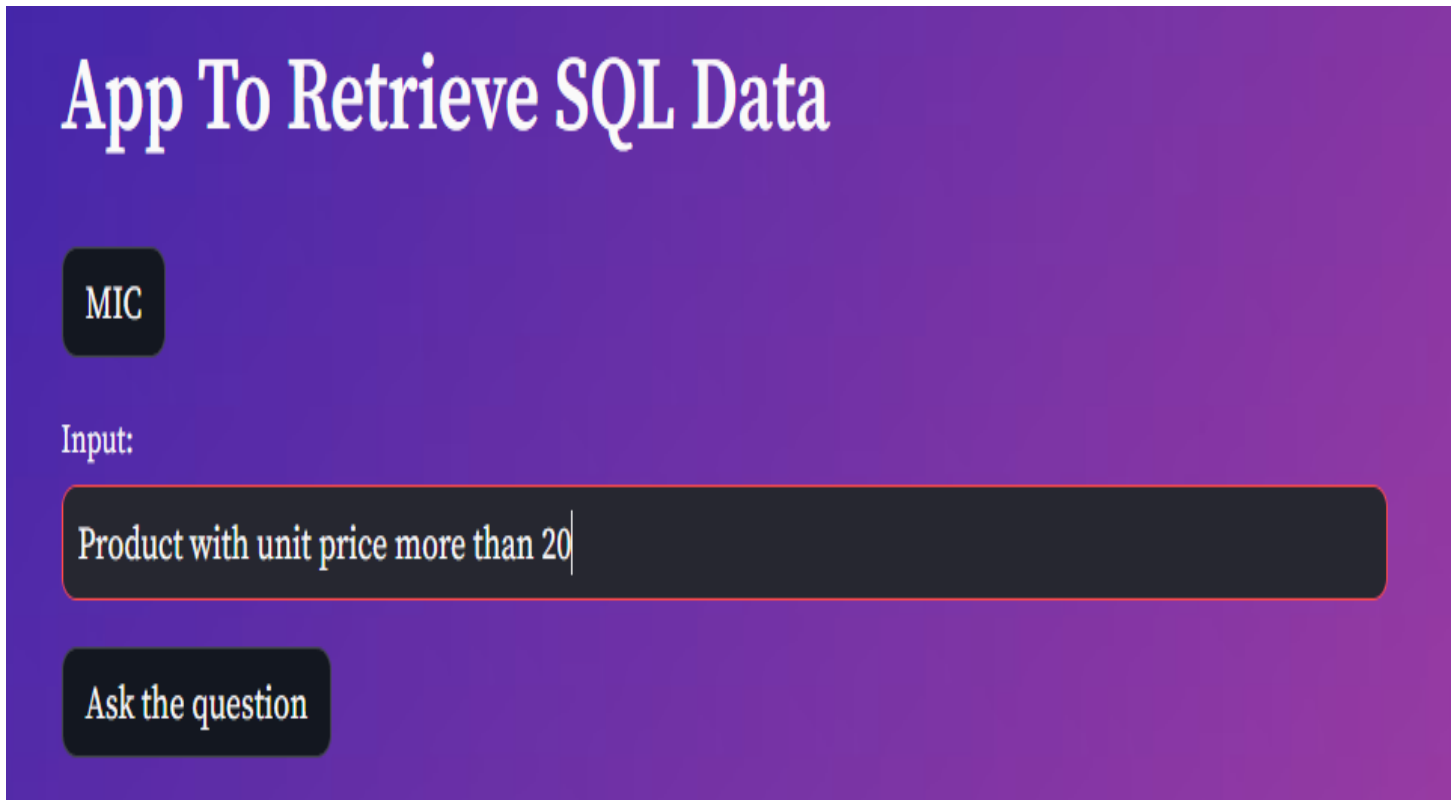 App To Retrieve SQL Data
MIC
Input:
Product with unit price more than 20
Ask the question